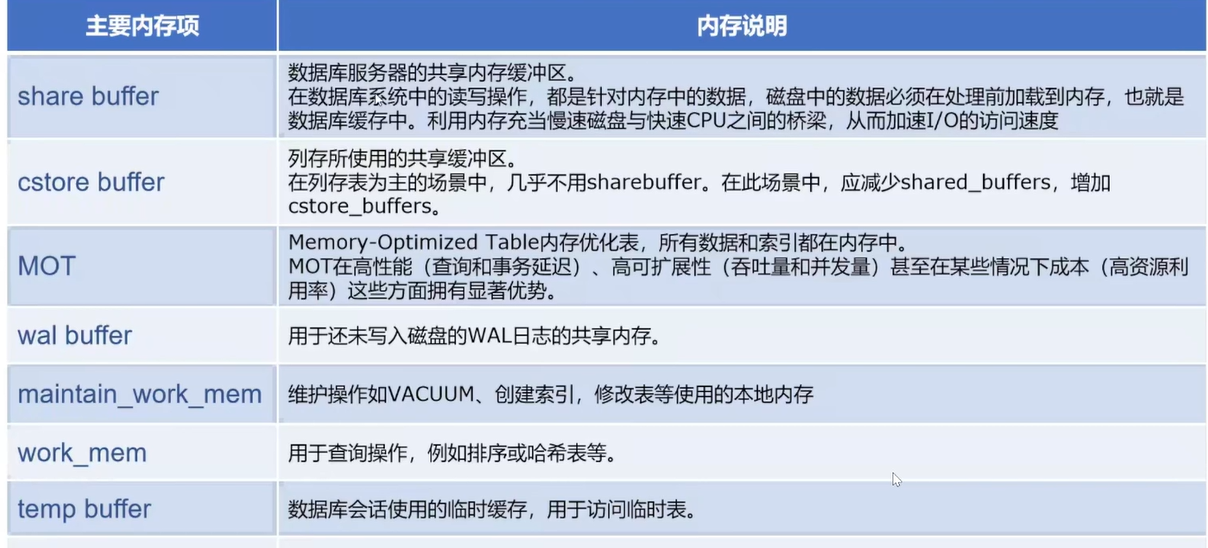 主要内存项
内存说明
share buffer
数据库服务器的共享内存缓冲区。
在数据库系统中的读写操作，都是针对内存中的数据，磁盘中的数据必须在处理前加载到内存，也就是
数据库缓存中。利用内存充当慢速磁盘与快速CPU之间的桥梁，从而加速I/O的访问速度
cstore buffer
列存所使用的共享缓冲区。
在列存表为主的场景中，几乎不用sharebuffer。在此场景中，应减少shared_buffers，增加
cstore_buffers。
MOT
Memory-Optimized Table内存优化表，所有数据和索引都在内存中。
MOT在高性能（查询和事务延迟）、高可扩展性（吞吐量和并发量）甚至在某些情况下成本（高资源利
用率）这些方面拥有显著优势。
wal buffer
用于还未写入磁盘的WAL日志的共享内存。
maintain_work_mem
维护操作如VACUUM、创建索引，修改表等使用的本地内存
work_mem
用于查询操作，例如排序或哈希表等。
temp buffer
数据库会话使用的临时缓存，用于访问临时表。